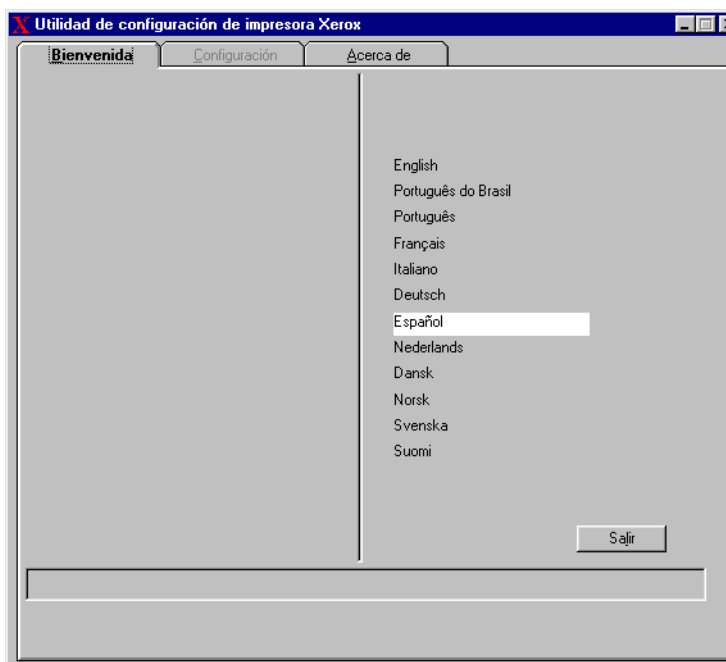 Utilidad de configuración de impresora Xerox
Bienvenida Configuración Acerca de
English
Português do Brasil
Português
Français
Italiano
Deutsch
Español
Nederlands
Dansk
Norsk
Svenska
Suomi
Salir